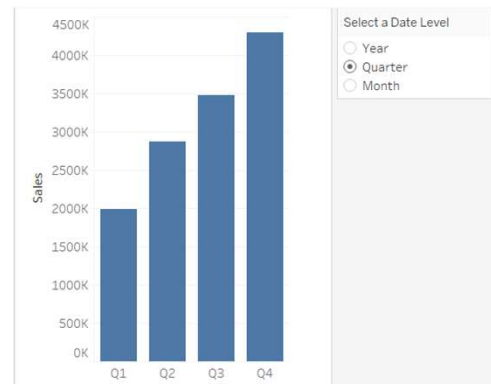 4500K
4000K
3500K
3000K
2500K
2000K
1500K
1000K
500K
0K
Sales
Q1 Q2 Q3 Q4
Select a Date Level
Year
Quarter
Month